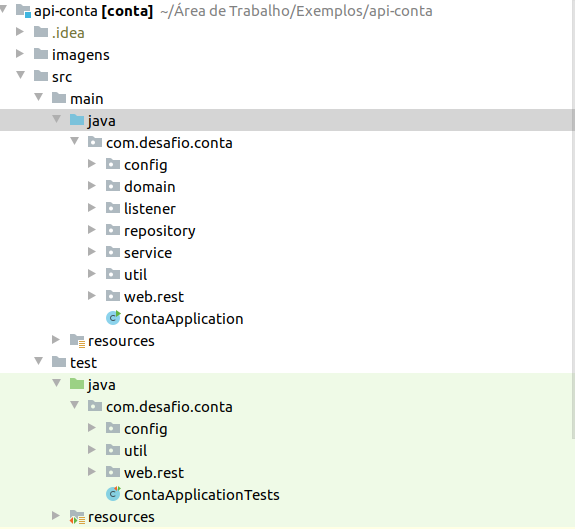 api-conta [conta] ~/Área de Trabalho/Exemplos/api-conta
.idea
imagens
src
main
java
com.desafio.conta
config
domain
listener
repository
service
util
web.rest
ContaApplication
resources
test
java
com.desafio.conta
config
util
web.rest
ContaApplicationTests
resources